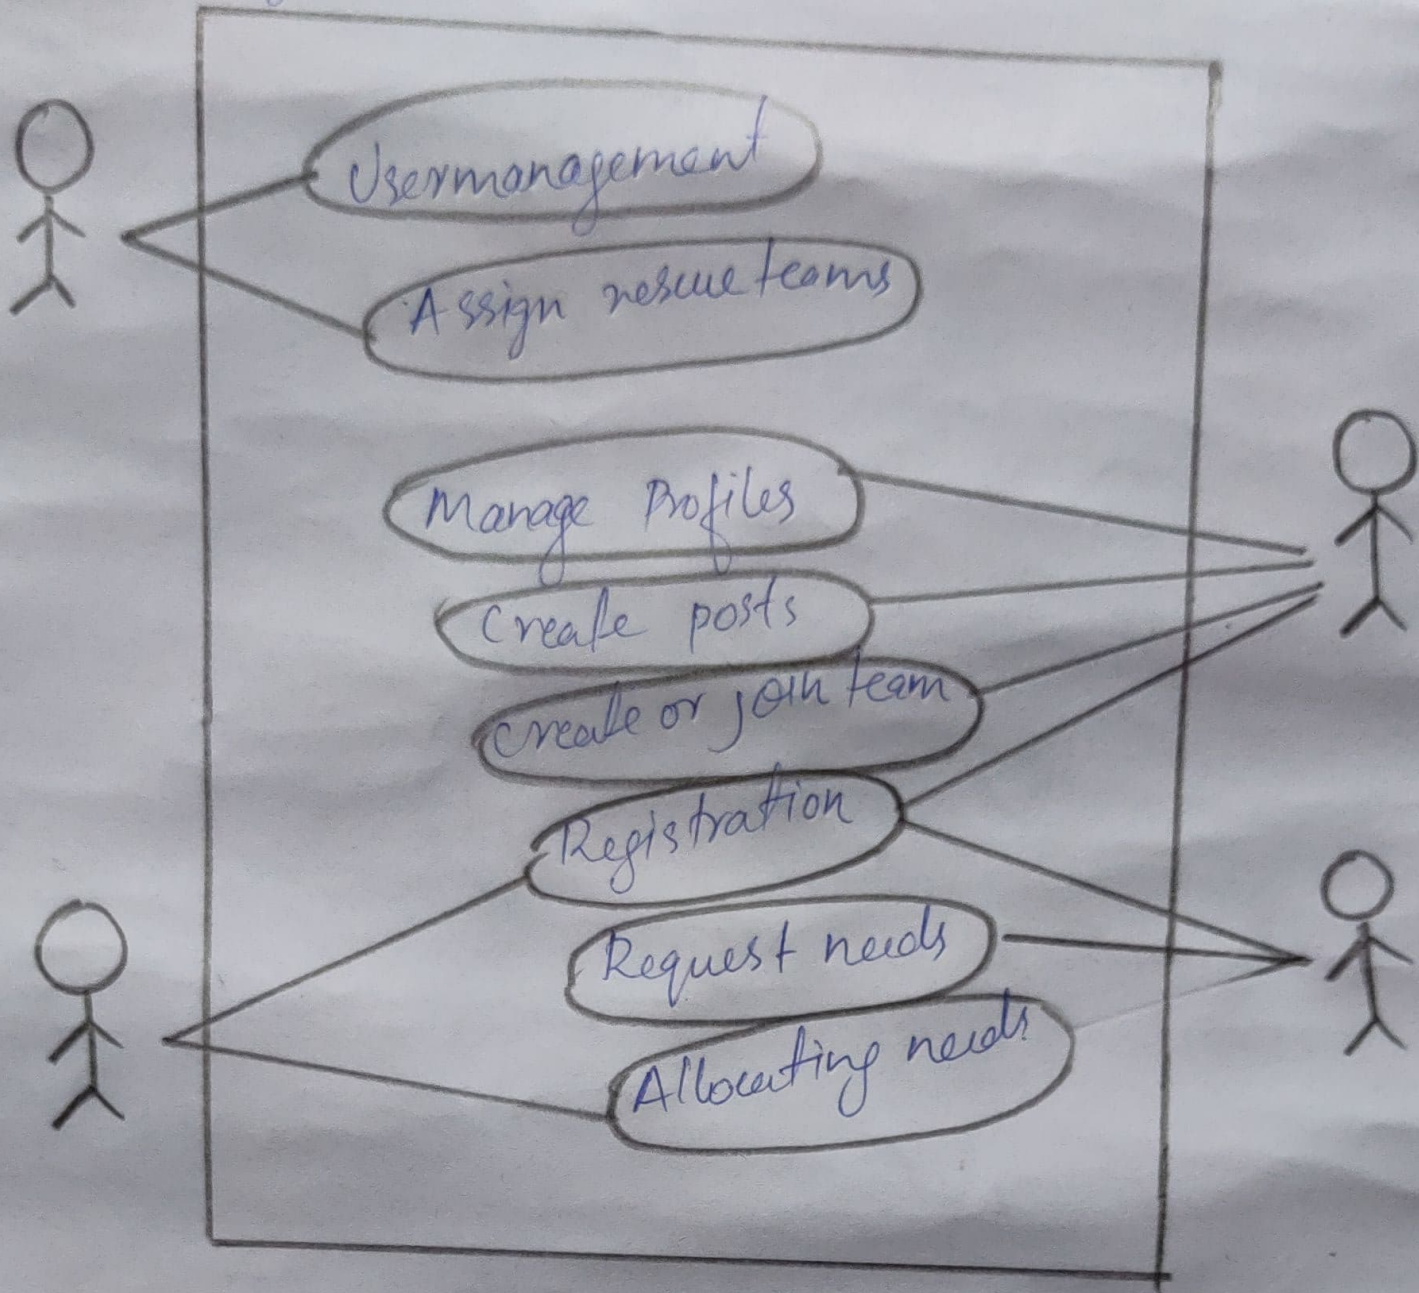 Usermanagement
Assign rescue teams
Manage Profiles
Create posts
Create or join team
Registration
Request needs
Allocating needs